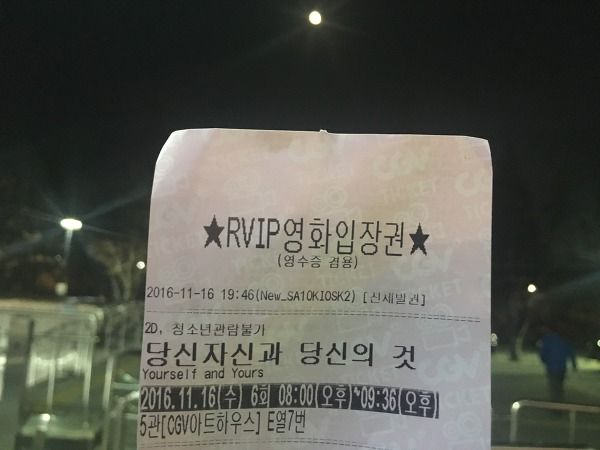 ★RVIP영화입장권★
(영수증 겸용)
2016-11-16 19:46(New_SA10KIOSK2) [신세발권]
2D, 청소년관람불가
당신자신과 당신의 것
Yourself and Yours
2016.11.16(수) 6회 08:00(오후)~09:36(오후)
5관[CGV아트하우스] E열7번